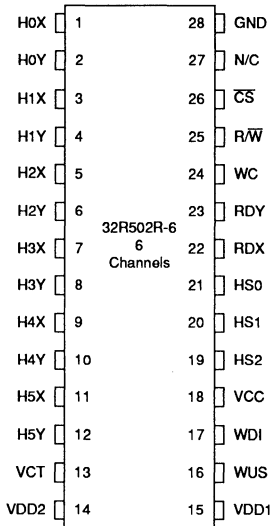 H0X 1 28 GND
H0Y 2 27 N/C
H1X 3 26 C̅S̅
H1Y 4 25 R/W̅
H2X 5 24 WC
H2Y 6 23 RDY
32R502R-6
H3X 7 6 22 RDX
Channels
H3Y 8 21 HS0
H4X 9 20 HS1
H4Y 10 19 HS2
H5X 11 18 VCC
H5Y 12 17 WDI
VCT 13 16 WUS
VDD2 14 15 VDD1